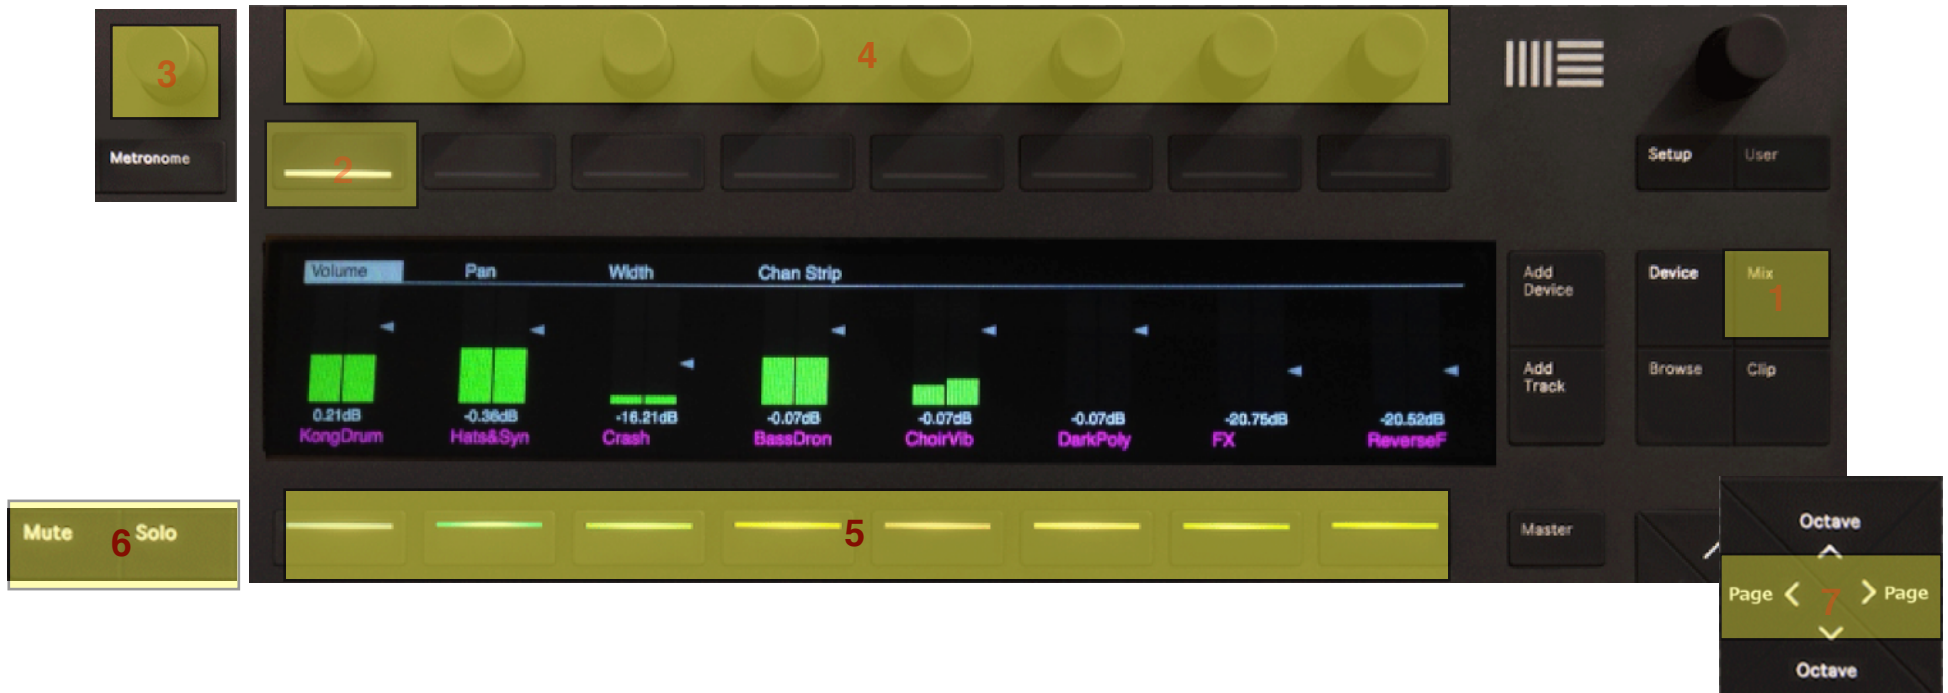 3
Metronome
4
2
Setup User
Volume Pan Width Chan Strip
0.21dB -0.36dB -16.21dB -0.07dB -0.07dB -0.07dB -20.75dB -20.52dB
KongDrum Hats&Syn Crash BassDron ChoirVib DarkPoly FX ReverseF
Add
Device
Device Mix
1
Add
Track
Browse Clip
Mute 6 Solo
5
Master
Octave
Page 7 Page
Octave